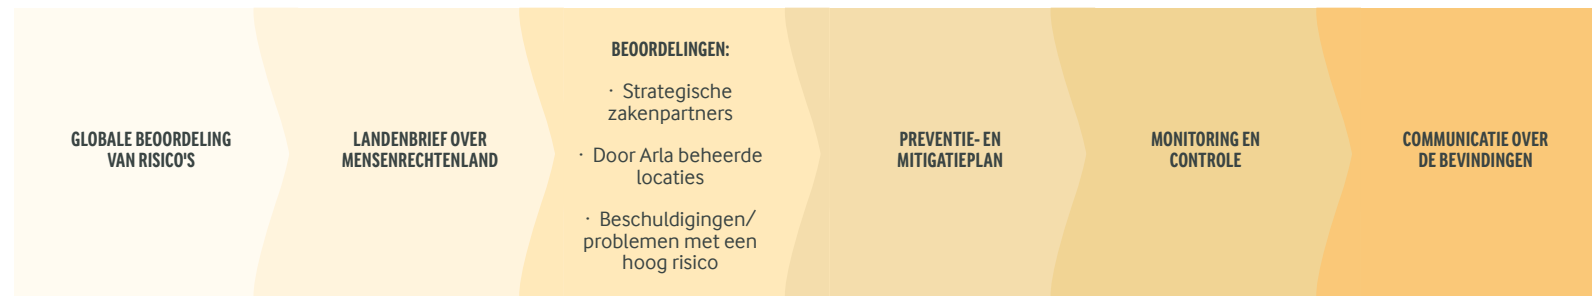 GLOBALE BEOORDELING
VAN RISICO'S
LANDENBRIEF OVER
MENSENRECHTENLAND
BEOORDELINGEN:
· Strategische
zakenpartners
· Door Arla beheerde
locaties
· Beschuldigingen/
problemen met een
hoog risico
PREVENTIE- EN
MITIGATIEPLAN
MONITORING EN
CONTROLE
COMMUNICATIE OVER
DE BEVINDINGEN